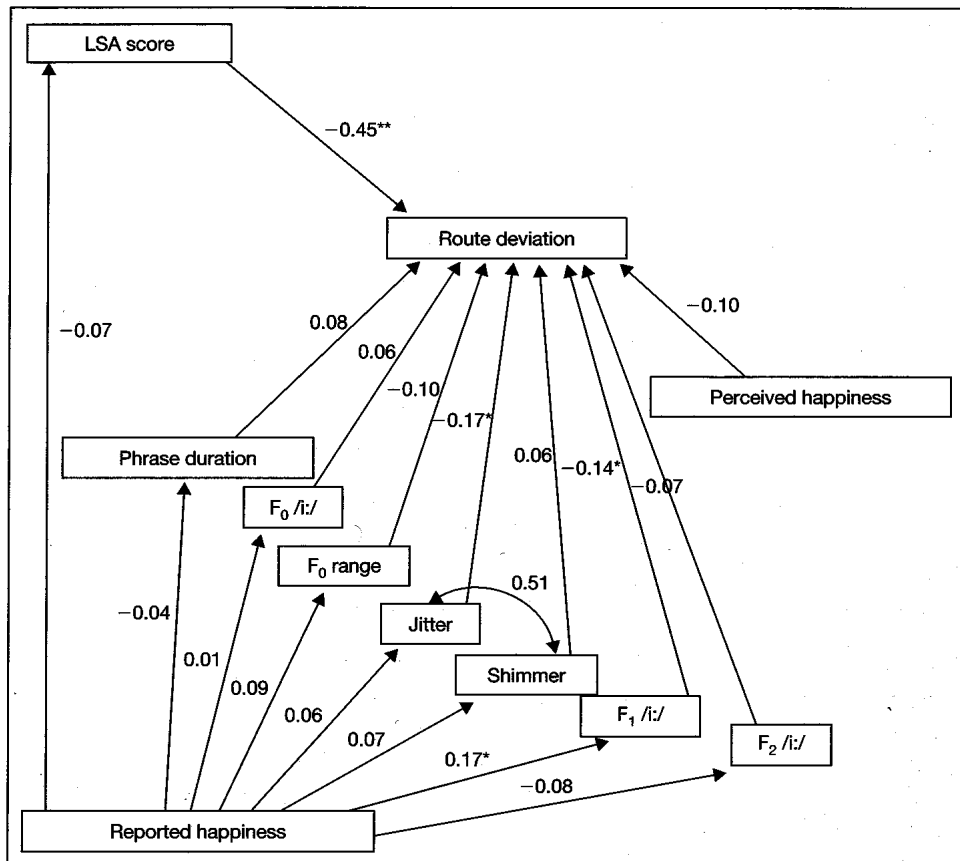 LSA score
−0.45**
Route deviation
−0.07
0.08
0.06
−0.10
−0.10
Perceived happiness
−0.17*
0.06
−0.14*
−0.07
Phrase duration
F₀ /i:/
F₀ range
0.51
−0.04
Jitter
0.01
Shimmer
0.09
0.06
F₁ /i:/
0.07
F₂ /i:/
0.17*
−0.08
Reported happiness